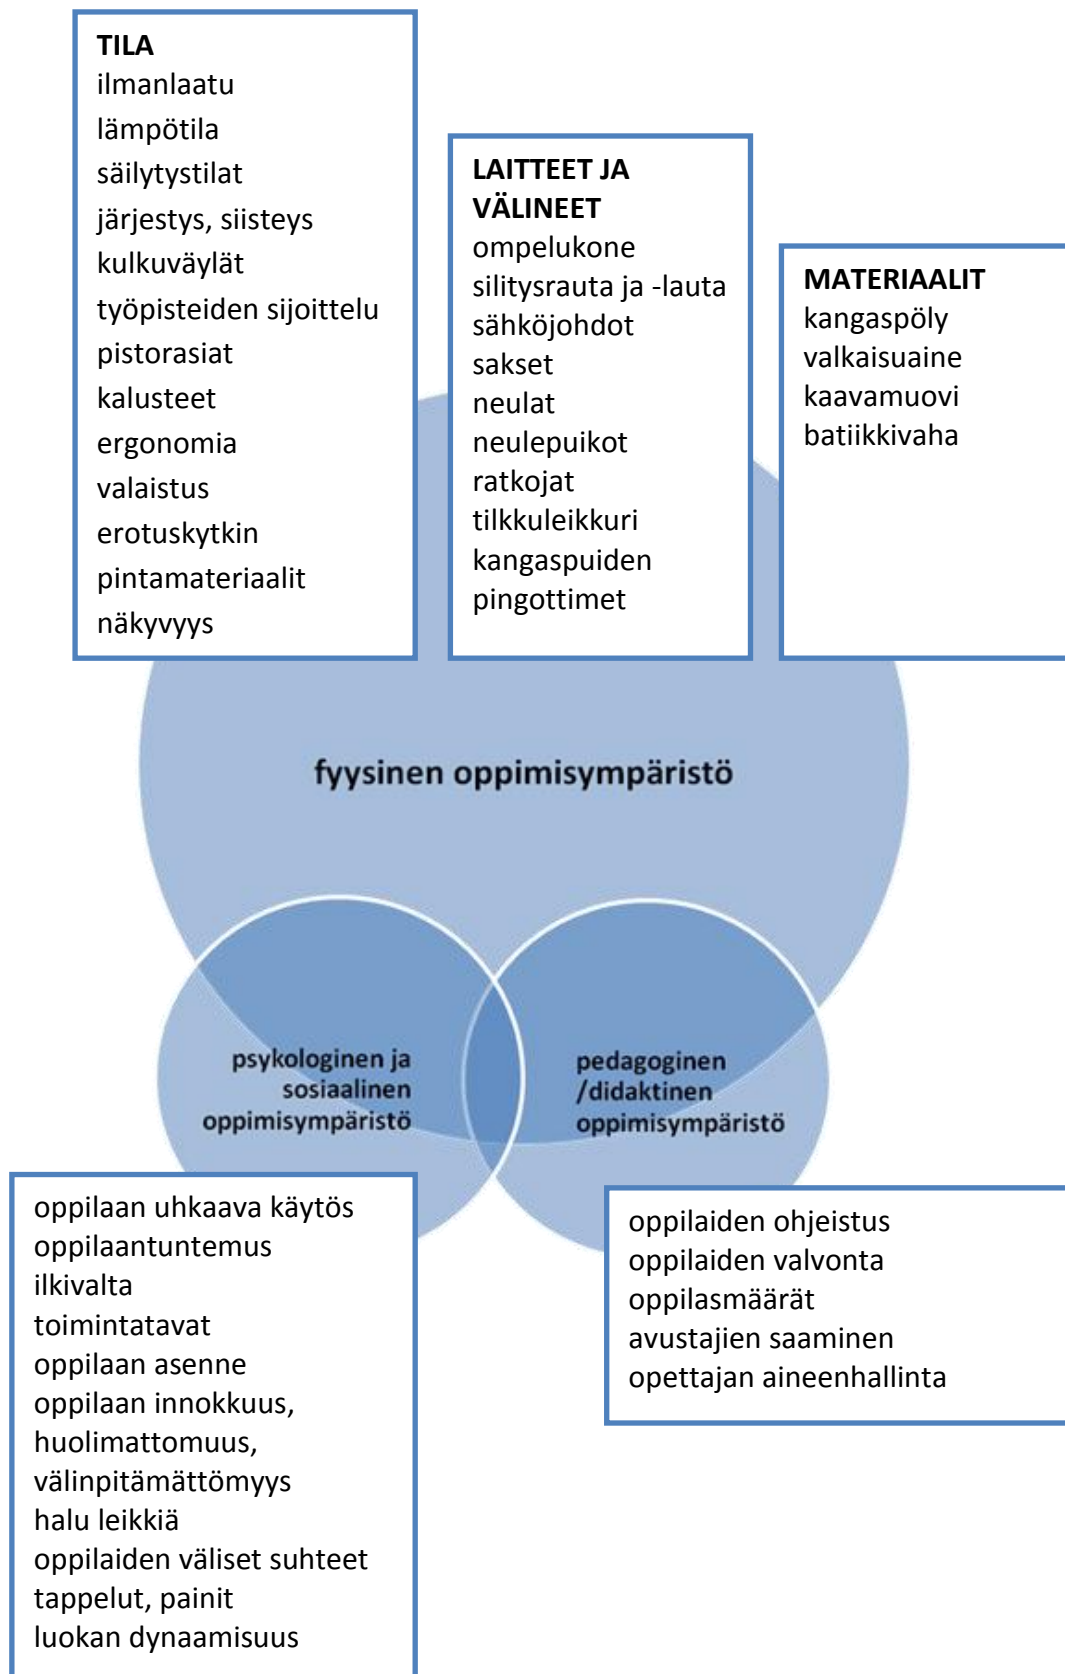 TILA
ilmanlaatu
lämpötila
säilytystilat
järjestys, siisteys
kulkuväylät
työpisteiden sijoittelu
pistorasiat
kalusteet
ergonomia
valaistus
erotuskytkin
pintamateriaalit
näkyvyys
LAITTEET JA
VÄLINEET
ompelukone
silitysrauta ja -lauta
sähköjohdot
sakset
neulat
neulepuikot
ratkojat
tilkkuleikkuri
kangaspuiden
pingottimet
MATERIAALIT
kangaspöly
valkaisuaine
kaavamuovi
batiikkivaha
fyysinen oppimisympäristö
psykologinen ja
sosiaalinen
oppimisympäristö
pedagoginen
/didaktinen
oppimisympäristö
oppilaan uhkaava käytös
oppilaantuntemus
ilkivalta
toimintatavat
oppilaan asenne
oppilaan innokkuus,
huolimattomuus,
välinpitämättömyys
halu leikkiä
oppilaiden väliset suhteet
tappelut, painit
luokan dynaamisuus
oppilaiden ohjeistus
oppilaiden valvonta
oppilasmäärät
avustajien saaminen
opettajan aineenhallinta